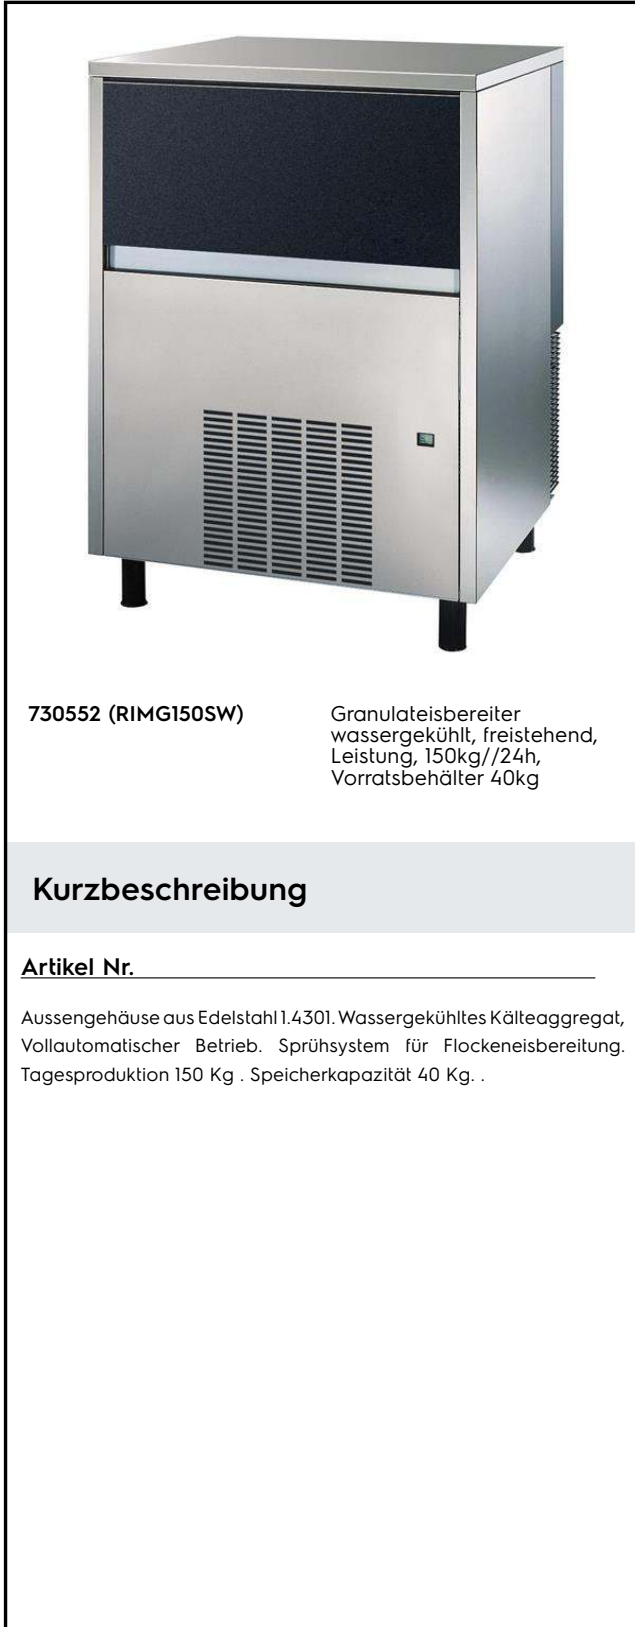 730552 (RIMG150SW)
Granulateisbereiter
wassergekühlt, freistehend,
Leistung, 150kg//24h,
Vorratsbehälter 40kg
Kurzbeschreibung
Artikel Nr.
Aussengehäuse aus Edelstahl 1.4301. Wassergekühltes Kälteaggregat,
Vollautomatischer Betrieb. Sprühsystem für Flockeneisbereitung.
Tagesproduktion 150 Kg . Speicherkapazität 40 Kg. .